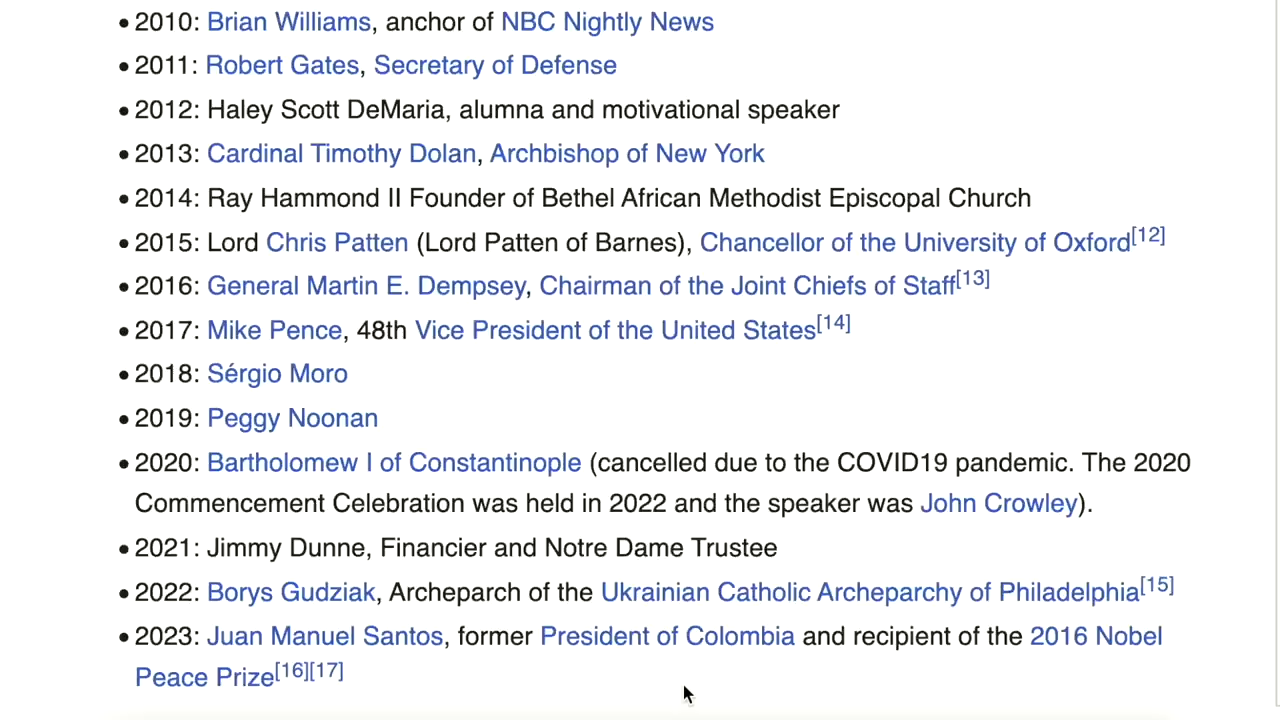 • 2010: Brian Williams, anchor of NBC Nightly News
• 2011: Robert Gates, Secretary of Defense
• 2012: Haley Scott DeMaria, alumna and motivational speaker
• 2013: Cardinal Timothy Dolan, Archbishop of New York
• 2014: Ray Hammond II Founder of Bethel African Methodist Episcopal Church
• 2015: Lord Chris Patten (Lord Patten of Barnes), Chancellor of the University of Oxford[12]
• 2016: General Martin E. Dempsey, Chairman of the Joint Chiefs of Staff[13]
• 2017: Mike Pence, 48th Vice President of the United States[14]
• 2018: Sérgio Moro
• 2019: Peggy Noonan
• 2020: Bartholomew I of Constantinople (cancelled due to the COVID19 pandemic. The 2020
Commencement Celebration was held in 2022 and the speaker was John Crowley).
• 2021: Jimmy Dunne, Financier and Notre Dame Trustee
• 2022: Borys Gudziak, Archeparch of the Ukrainian Catholic Archeparchy of Philadelphia[15]
• 2023: Juan Manuel Santos, former President of Colombia and recipient of the 2016 Nobel
Peace Prize[16][17]